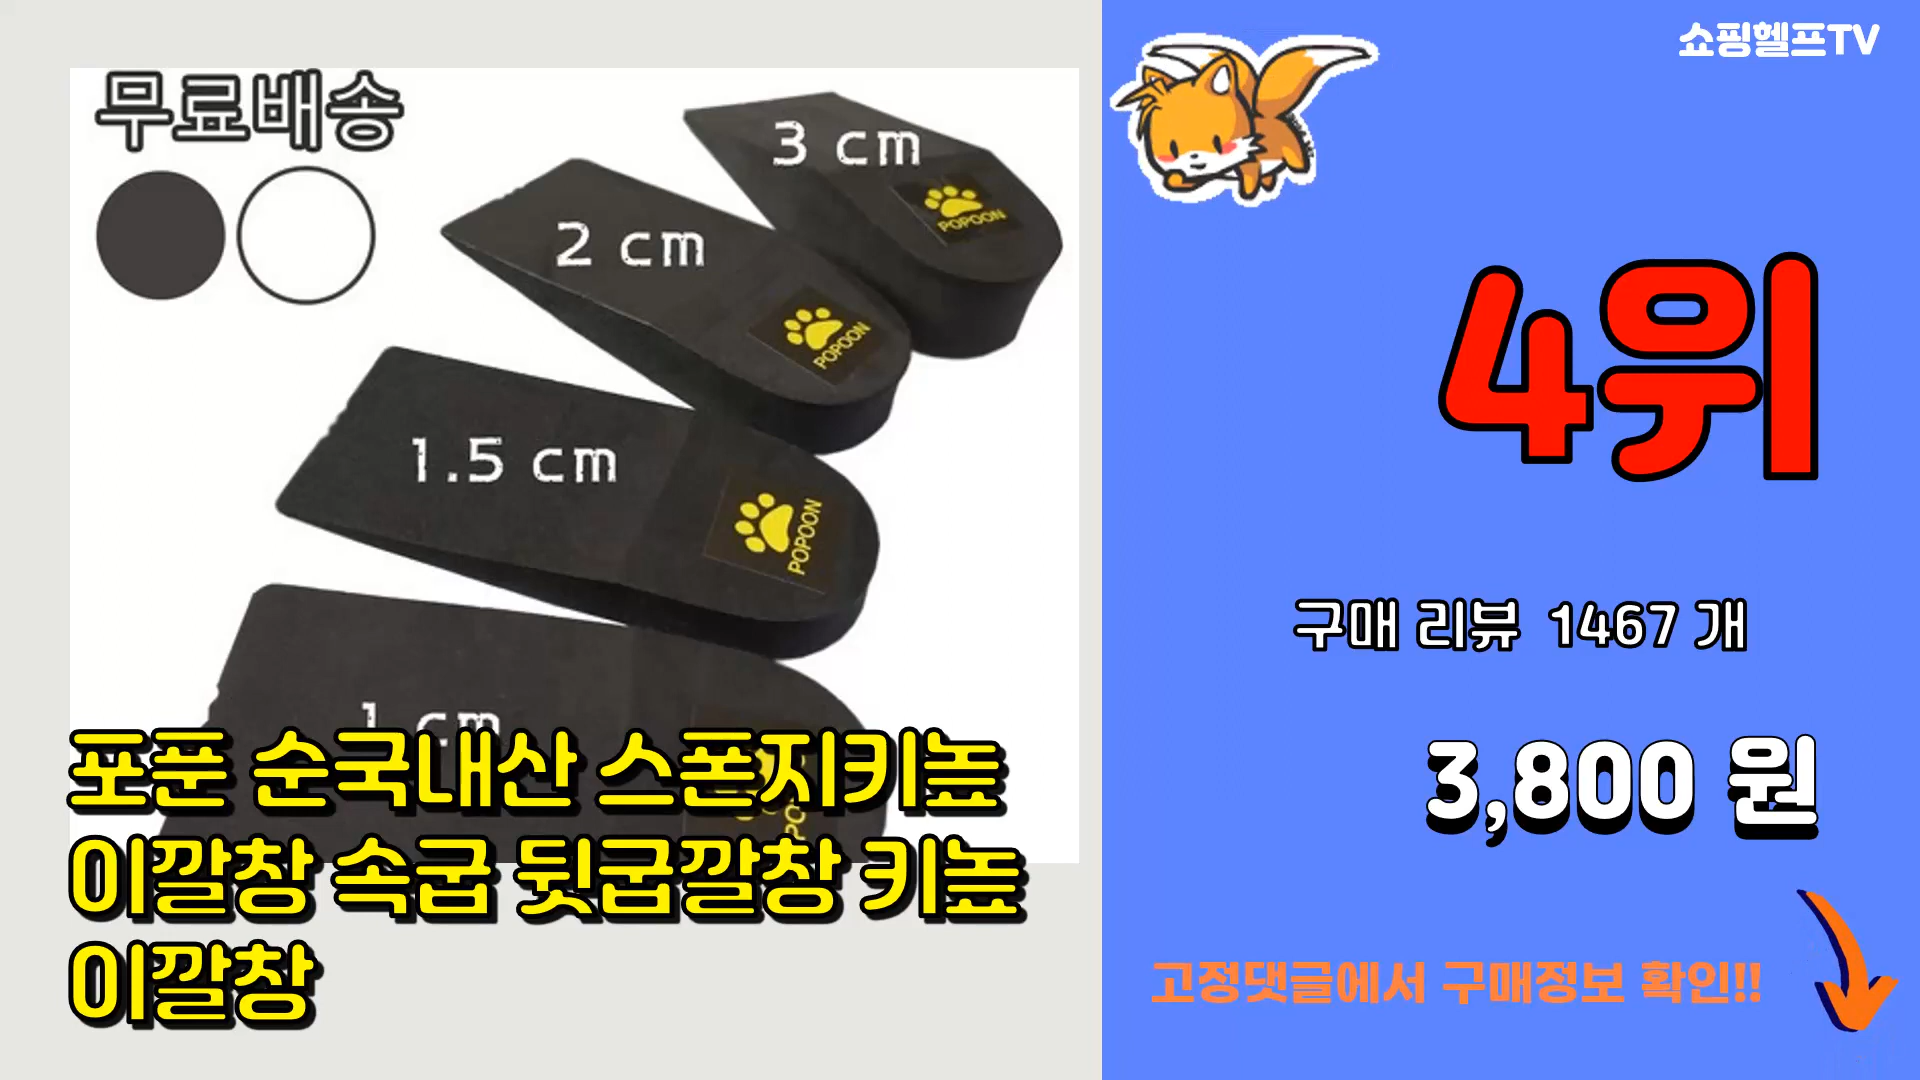 쇼핑헬프TV
무료배송
3 cm
POPOON
2 cm
POPOON
1.5 cm
POPOON
1 cm
포푼 순국내산 스폰지키높
이깔창 속굽 뒷굽깔창 키높
이깔창
4위
구매 리뷰 1467 개
3,800 원
고정댓글에서 구매정보 확인!!